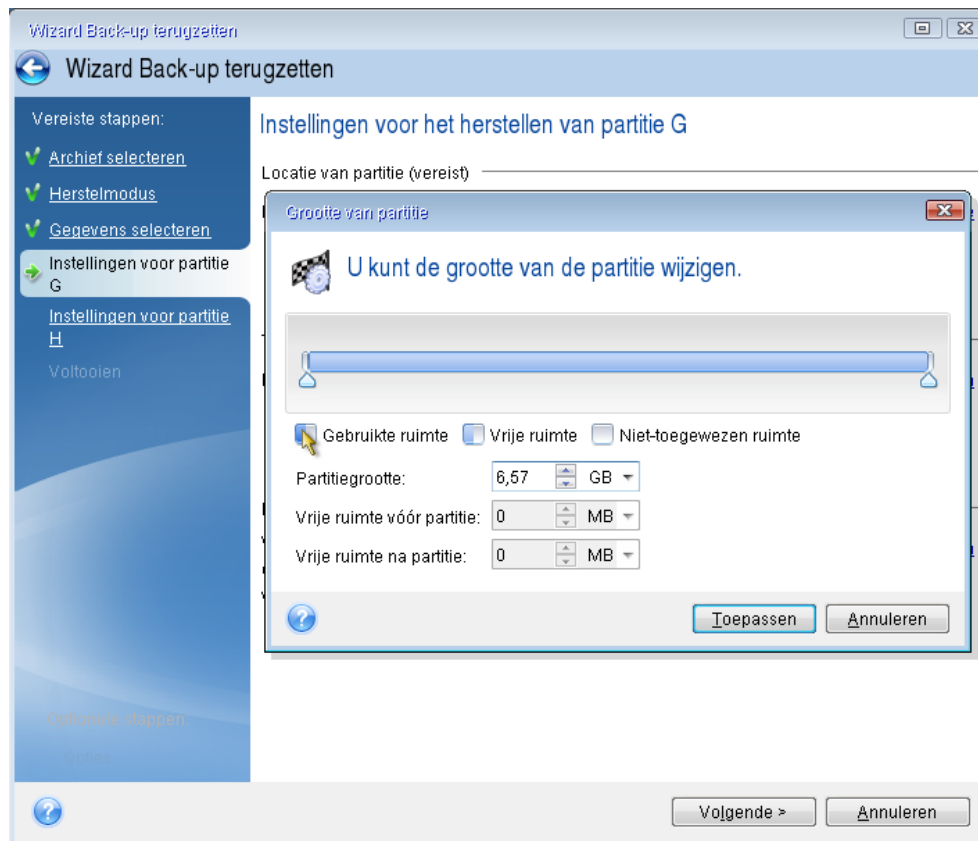 Wizard Back-up terugzetten
Wizard Back-up terugzetten
Vereiste stappen:
Archief selecteren
Herstelmodus
Gegevens selecteren
Instellingen voor partitie
G
Instellingen voor partitie
H
Voltooien
stappen:
Instellingen voor het herstellen van partitie G
Locatie van partitie (vereist)
Grootte van partitie
U kunt de grootte van de partitie wijzigen.
Gebruikte ruimte Vrije ruimte Niet-toegewezen ruimte
Partitiegrootte: 6,57 GB
Vrije ruimte vóór partitie: 0 MB
Vrije ruimte na partitie: 0 MB
Toepassen Annuleren
Volgende > Annuleren